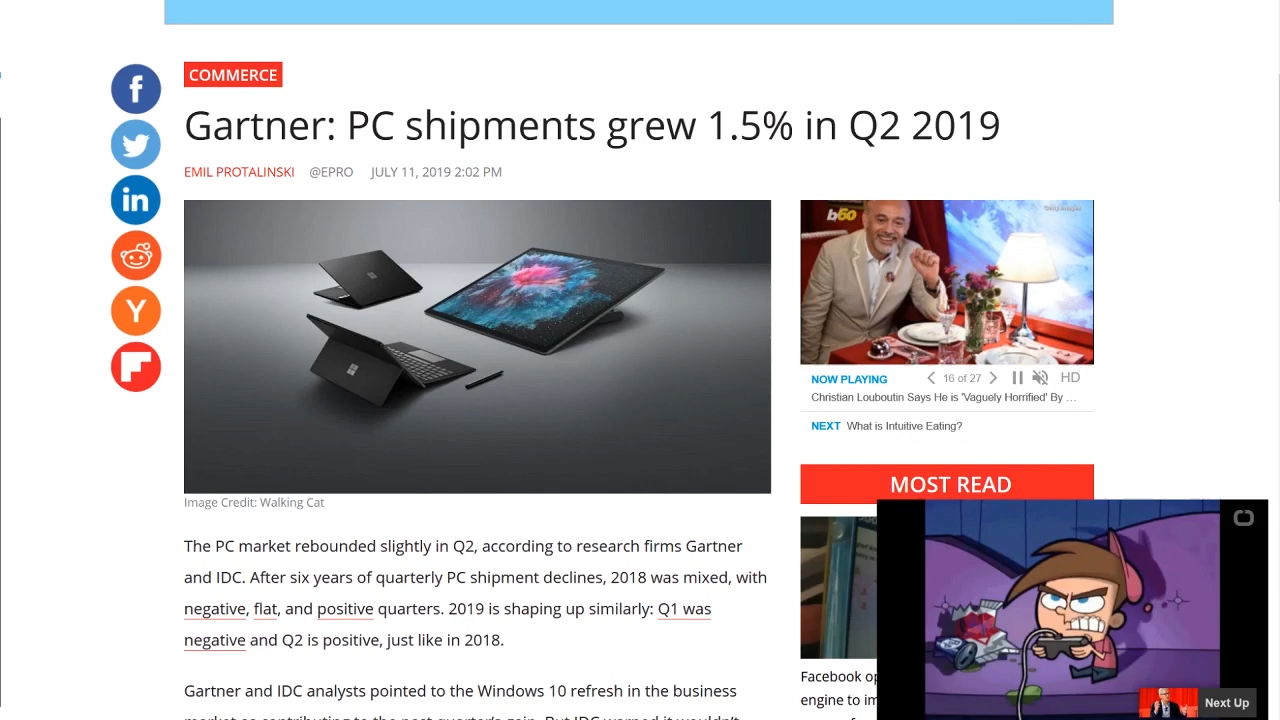 COMMERCE
Gartner: PC shipments grew 1.5% in Q2 2019
EMIL PROTALINSKI @EPRO JULY 11, 2019 2:02 PM
Image Credit: Walking Cat
The PC market rebounded slightly in Q2, according to research firms Gartner
and IDC. After six years of quarterly PC shipment declines, 2018 was mixed, with
negative, flat, and positive quarters. 2019 is shaping up similarly: Q1 was
negative and Q2 is positive, just like in 2018.
Gartner and IDC analysts pointed to the Windows 10 refresh in the business
b60
NOW PLAYING
16 of 27
HD
Christian Louboutin Says He is 'Vaguely Horrified' By ...
NEXT What is Intuitive Eating?
MOST READ
Facebook
engine to
Next Up